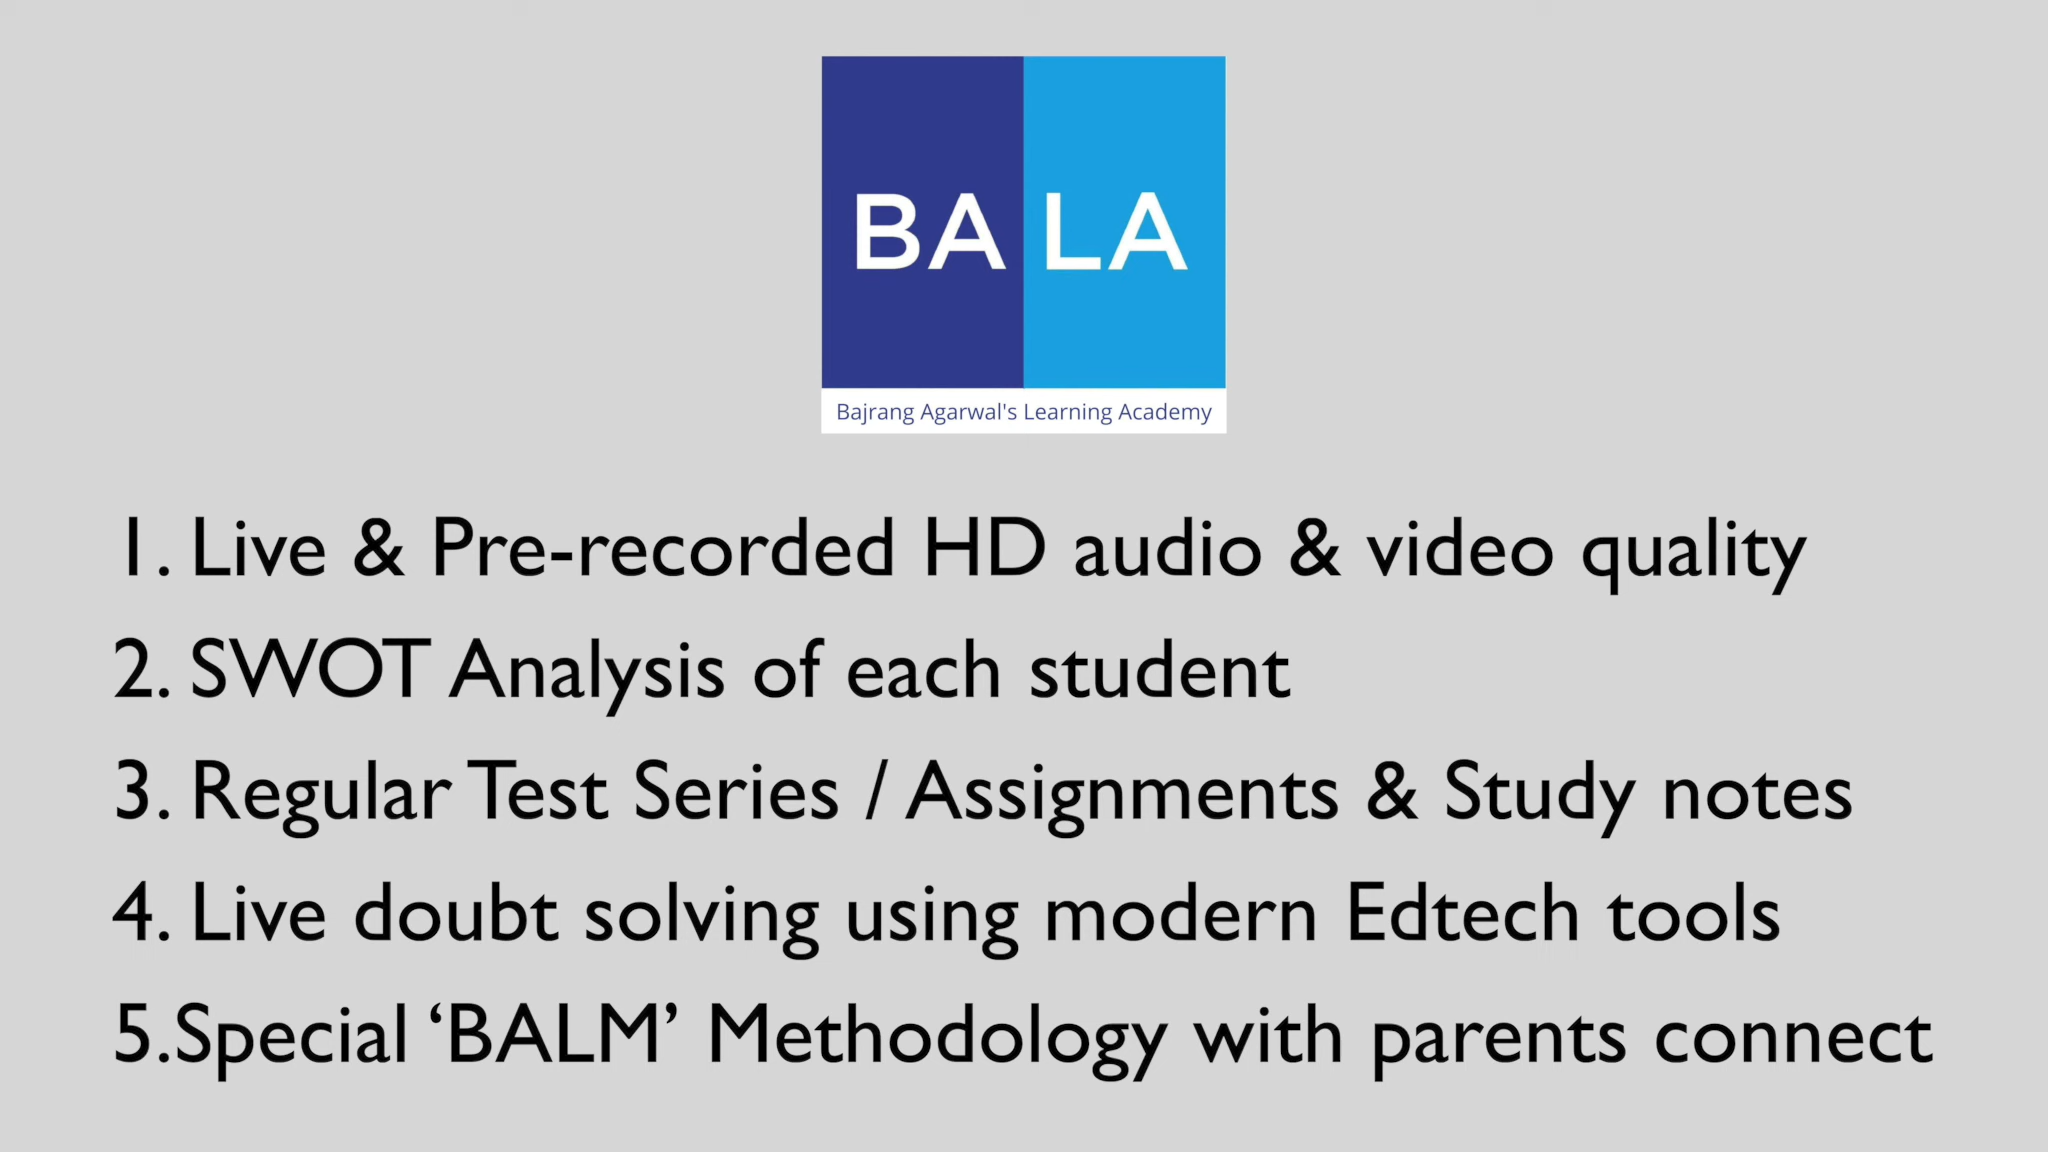 BALA
Bajrang Agarwal's Learning Academy
1. Live & Pre-recorded HD audio & video quality
2. SWOT Analysis of each student
3. Regular Test Series / Assignments & Study notes
4. Live doubt solving using modern Edtech tools
5.Special ‘BALM’ Methodology with parents connect